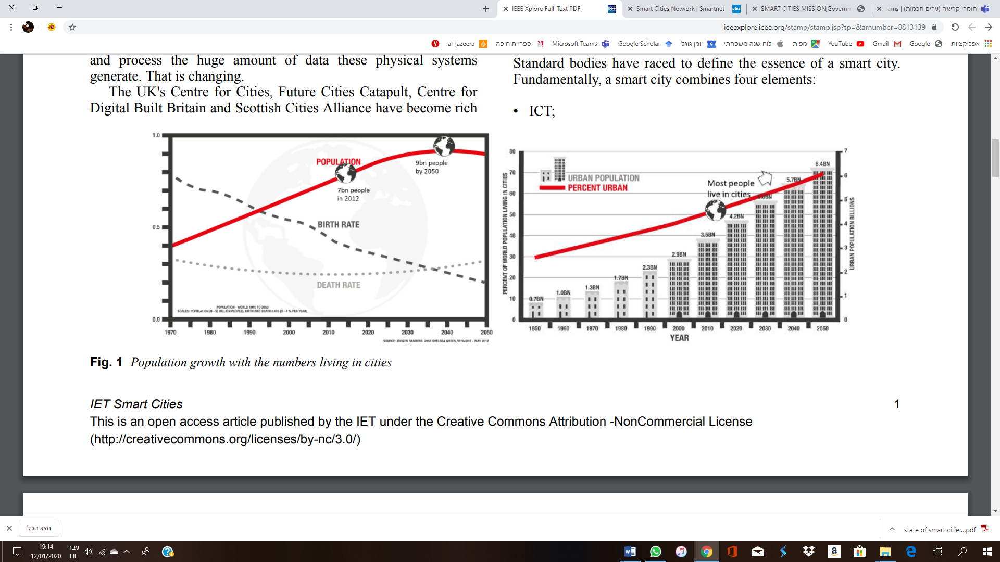 IEEE Xplore Full-Text PDF:
Smart Cities Network | Smartnet
SMART CITIES MISSION,Governm
חומרי קריאה (ערים חכמות) | ams
ieeexplore.ieee.org/stamp/stamp.jsp?tp=&arnumber=8813139
al-jazeera
ספריית חיפה
Microsoft Teams
Google Scholar
יומן גוגל
לוח שנה משפחתי
מפות
YouTube
Gmail
Google
אפליקציות
and process the huge amount of data these physical systems
generate. That is changing.
The UK's Centre for Cities, Future Cities Catapult, Centre for
Digital Built Britain and Scottish Cities Alliance have become rich
Standard bodies have raced to define the essence of a smart city.
Fundamentally, a smart city combines four elements:
• ICT;
1.0
0.5
0.0
POPULATION
7bn people
in 2012
9bn people
by 2050
BIRTH RATE
DEATH RATE
POPULATION - WORLD 1970 TO 2050
SCALES: POPULATION (0 - 9) BILLION PEOPLE), BIRTH AND DEATH RATE (0 - 4 % PER YEAR)
1970 1980 1990 2000 2010 2020 2030 2040 2050
SOURCE: JORGEN RANDERS, 2052 CHELSEA GREEN, VERMONT - MAY 2012
PERCENT OF WORLD POPULATION LIVING IN CITIES
80
70
60
50
40
30
20
10
0
URBAN POPULATION
PERCENT URBAN
Most people
live in cities
0.7BN
1.0BN
1.3BN
1.7BN
2.3BN
2.9BN
3.5BN
4.2BN
5.7BN
6.4BN
7
6
5
4
3
2
1
0
URBAN POPULATION BILLIONS
1950 1960 1970 1980 1990 2000 2010 2020 2030 2040 2050
YEAR
Fig. 1 Population growth with the numbers living in cities
IET Smart Cities
1
This is an open access article published by the IET under the Creative Commons Attribution -NonCommercial License
(http://creativecommons.org/licenses/by-nc/3.0/)
הצג הכל
state of smart citie....pdf
19:14
12/01/2020
עבר
HE